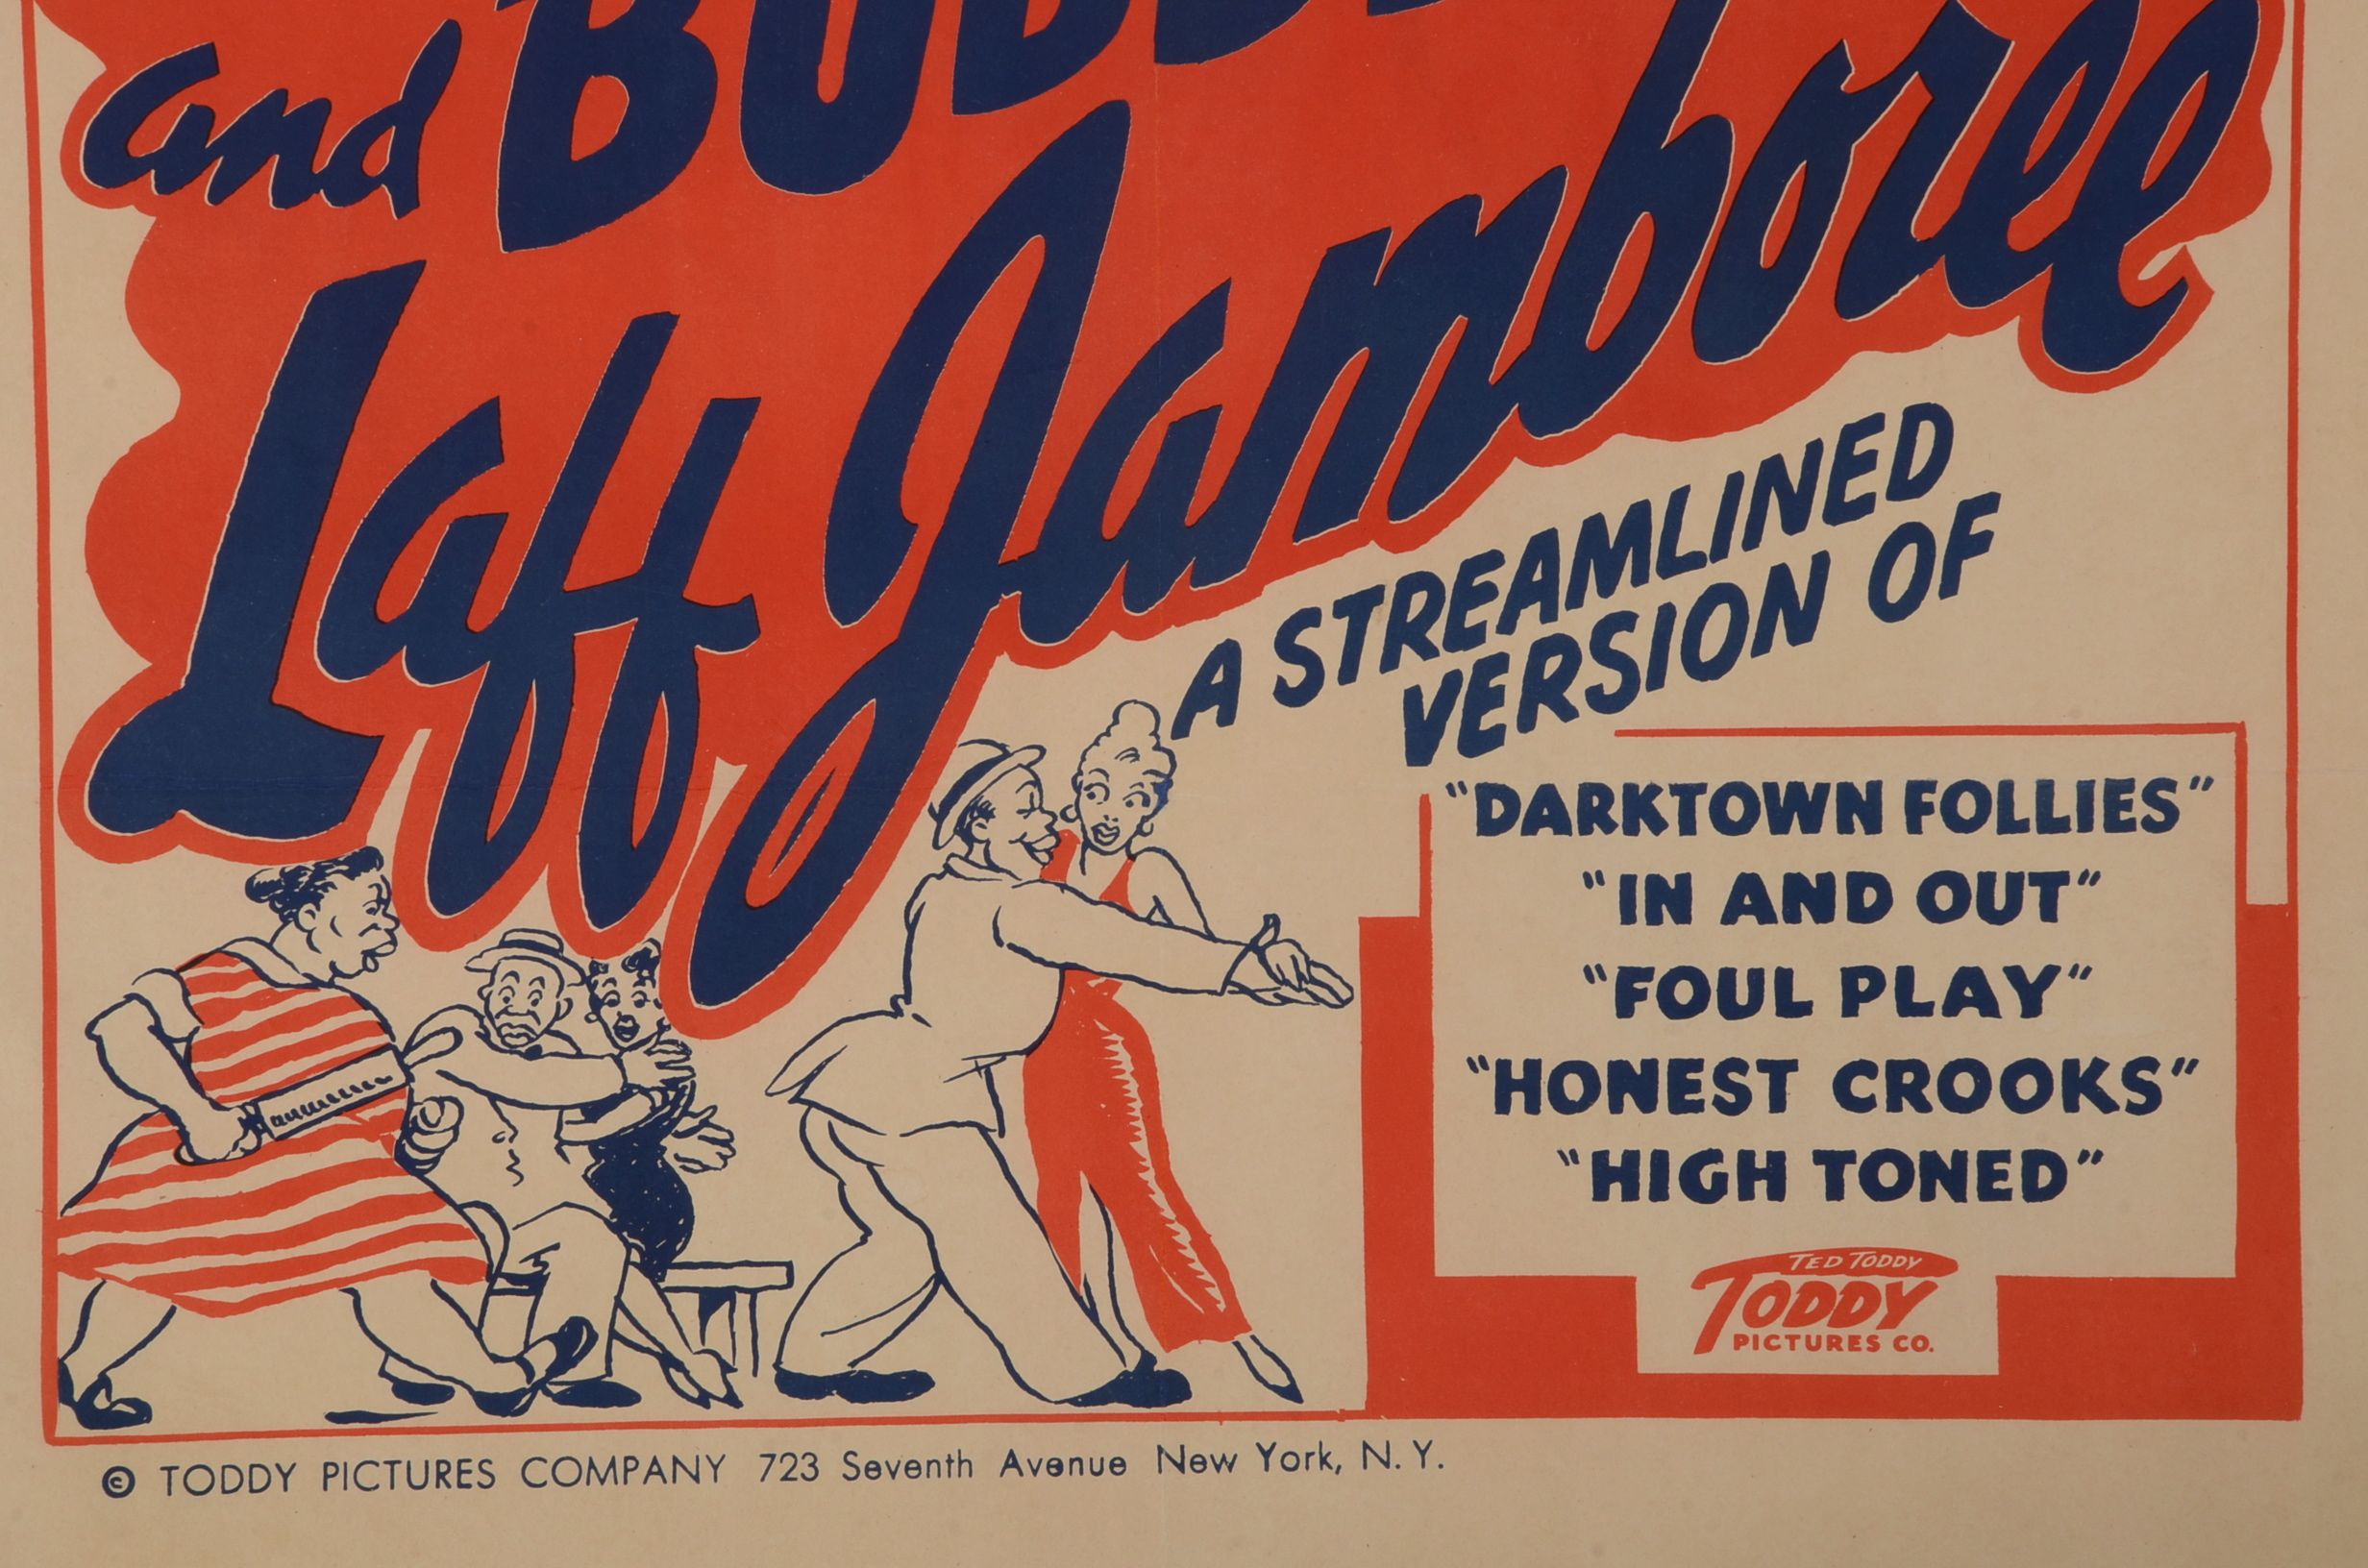 and
Laff Jamboree
A STREAMLINED
VERSION OF
"DARKTOWN FOLLIES"
"IN AND OUT"
"FOUL PLAY"
"HONEST CROOKS"
"HIGH TONED"
TED TODDY
TODDY
PICTURES CO.
© TODDY PICTURES COMPANY 723 Seventh Avenue New York, N.Y.